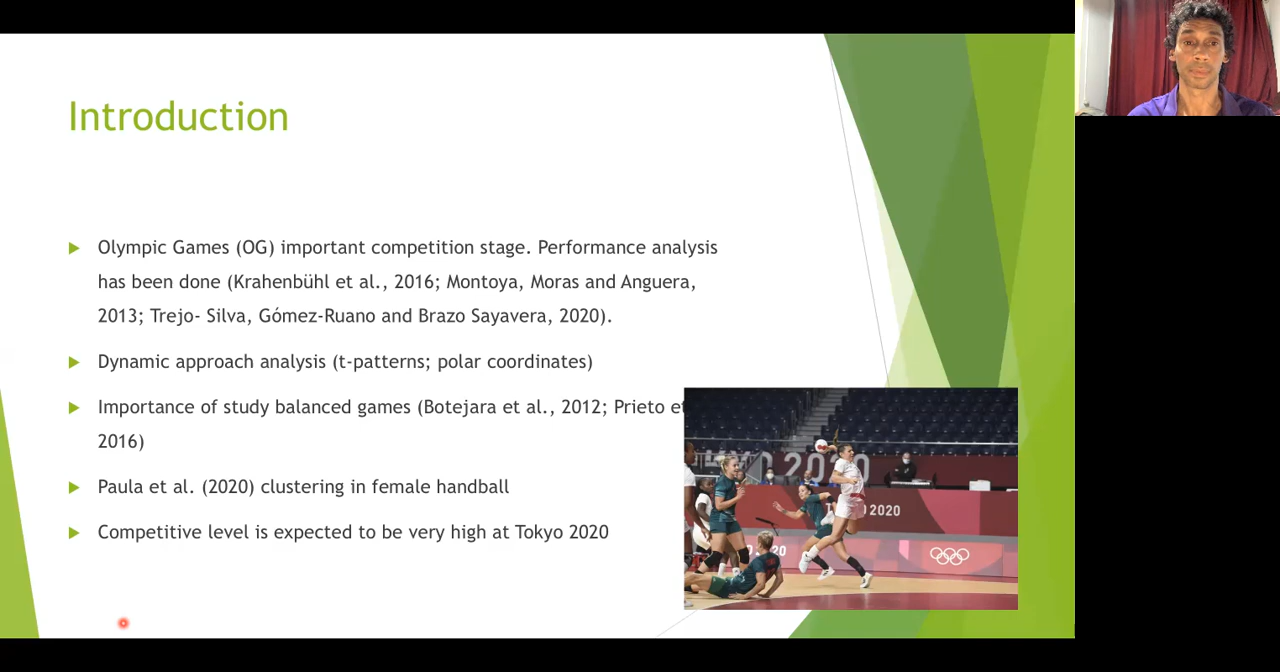 Introduction
Olympic Games (OG) important competition stage. Performance analysis
has been done (Krahenbühl et al., 2016; Montoya, Moras and Anguera,
2013; Trejo- Silva, Gómez-Ruano and Brazo Sayavera, 2020).
Dynamic approach analysis (t-patterns; polar coordinates)
Importance of study balanced games (Botejara et al., 2012; Prieto et
2016)
Paula et al. (2020) clustering in female handball
Competitive level is expected to be very high at Tokyo 2020
2020
2020